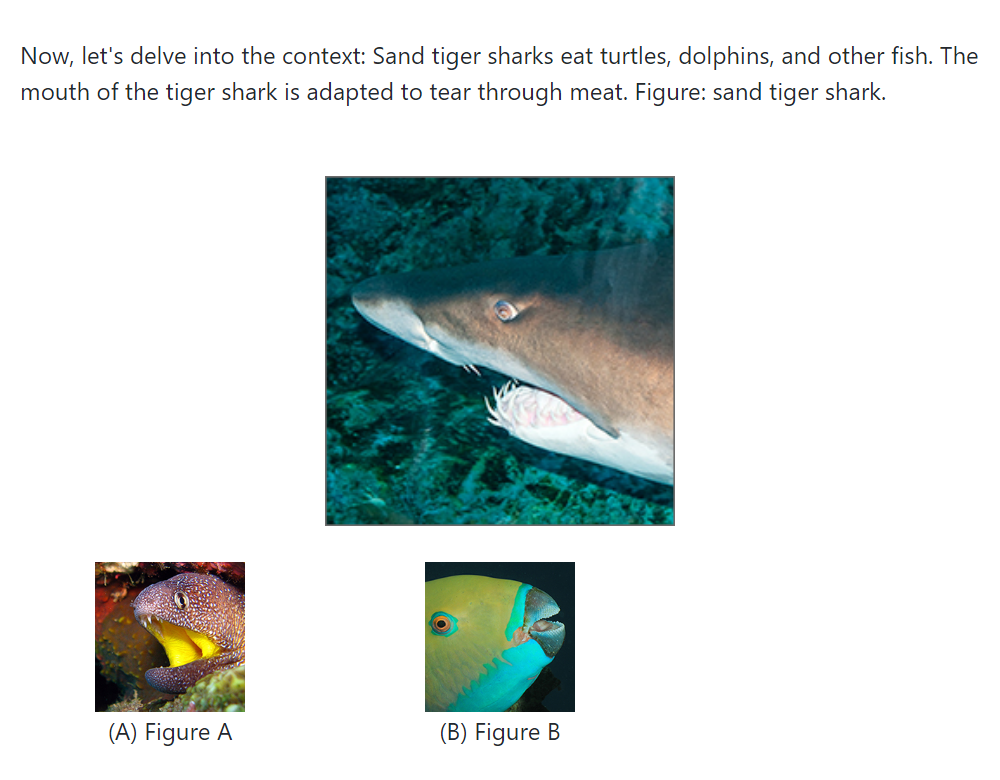 Now, let's delve into the context: Sand tiger sharks eat turtles, dolphins, and other fish. The
mouth of the tiger shark is adapted to tear through meat. Figure: sand tiger shark.
(A) Figure A
(B) Figure B